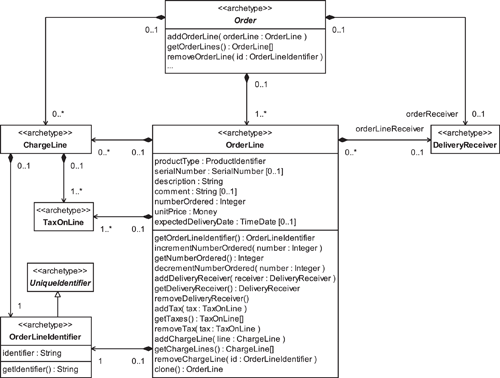 <<archetype>>
Order
addOrderLine( orderLine : OrderLine )
getOrderLines() : OrderLine[]
removeOrderLine( id : OrderLineIdentifier )
...
0..1
0..1
0..1
0..*
1..*
0..1
orderReceiver
orderLineReceiver
<<archetype>>
ChargeLine
0..*
0..1
<<archetype>>
OrderLine
0..*
0..1
<<archetype>>
DeliveryReceiver
0..1
0..1
productType : ProductIdentifier
serialNumber : SerialNumber [0..1]
description : String
comment : String [0..1]
numberOrdered : Integer
unitPrice : Money
expectedDeliveryDate : TimeDate [0..1]
1..*
<<archetype>>
TaxOnLine
1..*
0..1
getOrderLineIdentifier() : OrderLineIdentifier
incrementNumberOrdered( number : Integer )
getNumberOrdered() : Integer
decrementNumberOrdered( number : Integer )
addDeliveryReceiver( receiver : DeliveryReceiver )
getDeliveryReceiver() : DeliveryReceiver
removeDeliveryReceiver()
addTax( tax : TaxOnLine )
getTaxes() : TaxOnLine[]
removeTax( tax : TaxOnLine )
addChargeLine( line : ChargeLine )
getChargeLines() : ChargeLine[]
removeChargeLine( id : OrderLineIdentifier )
clone() : OrderLine
<<archetype>>
UniqueIdentifier
1
<<archetype>>
OrderLineIdentifier
identifier : String
getIdentifier() : String
1
0..1